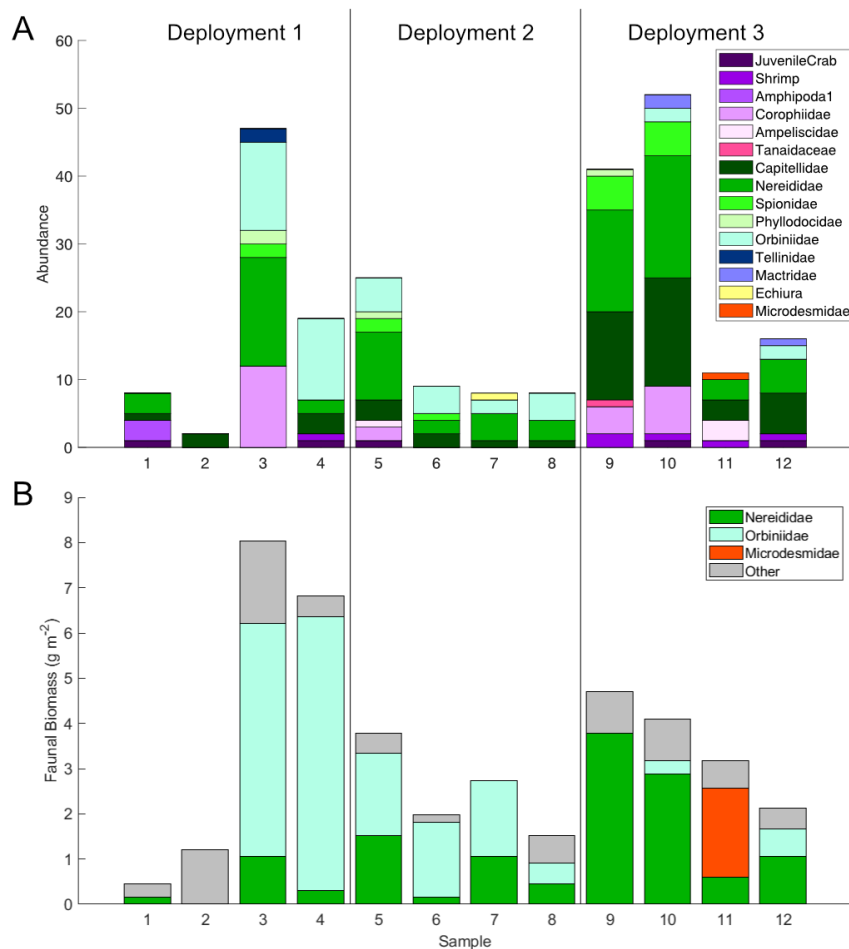 A
Deployment 1 Deployment 2 Deployment 3
60
50
40
30
20
10
0
Abundance
JuvenileCrab
Shrimp
Amphipoda1
Corophiidae
Ampeliscidae
Tanaidaceae
Capitellidae
Nereididae
Spionidae
Phyllodocidae
Orbiniidae
Tellinidae
Mactridae
Echiura
Microdesmidae
1 2 3 4 5 6 7 8 9 10 11 12
B
9
8
7
6
5
4
3
2
1
0
Faunal Biomass (g m⁻²)
Nereididae
Orbiniidae
Microdesmidae
Other
1 2 3 4 5 6 7 8 9 10 11 12
Sample